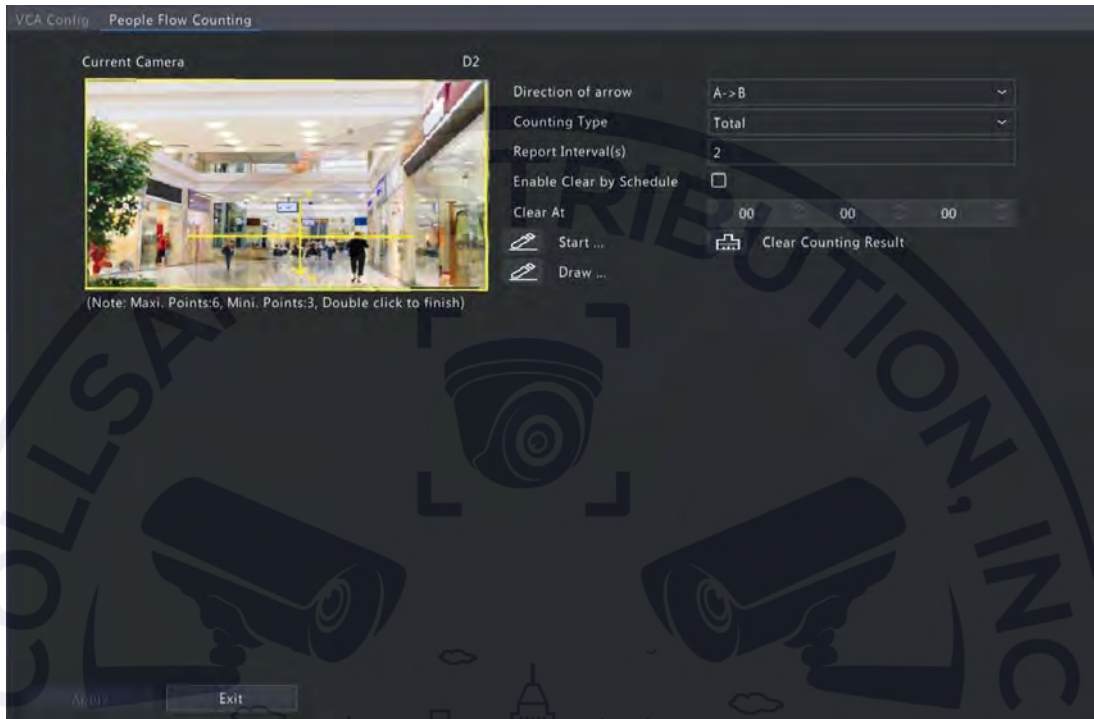 VCA Config People Flow Counting
Current Camera D2
Direction of arrow A->B
Counting Type Total
Report Interval(s) 2
Enable Clear by Schedule
Clear At 00 00 00
Start ... Clear Counting Result
Draw ...
(Note: Maxi. Points:6, Mini. Points:3, Double click to finish)
Apply Exit